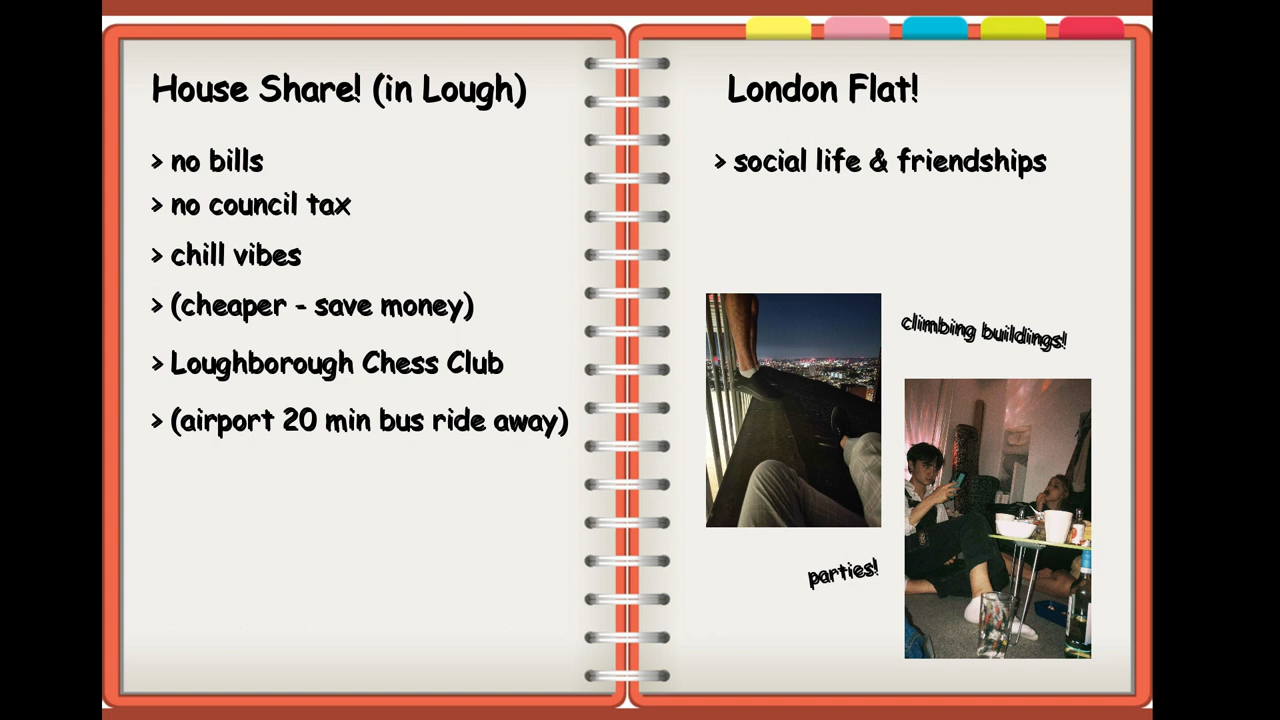 House Share! (in Lough)
> no bills
> no council tax
> chill vibes
> (cheaper - save money)
> Loughborough Chess Club
> (airport 20 min bus ride away)
London Flat!
> social life & friendships
climbing buildings!
parties!